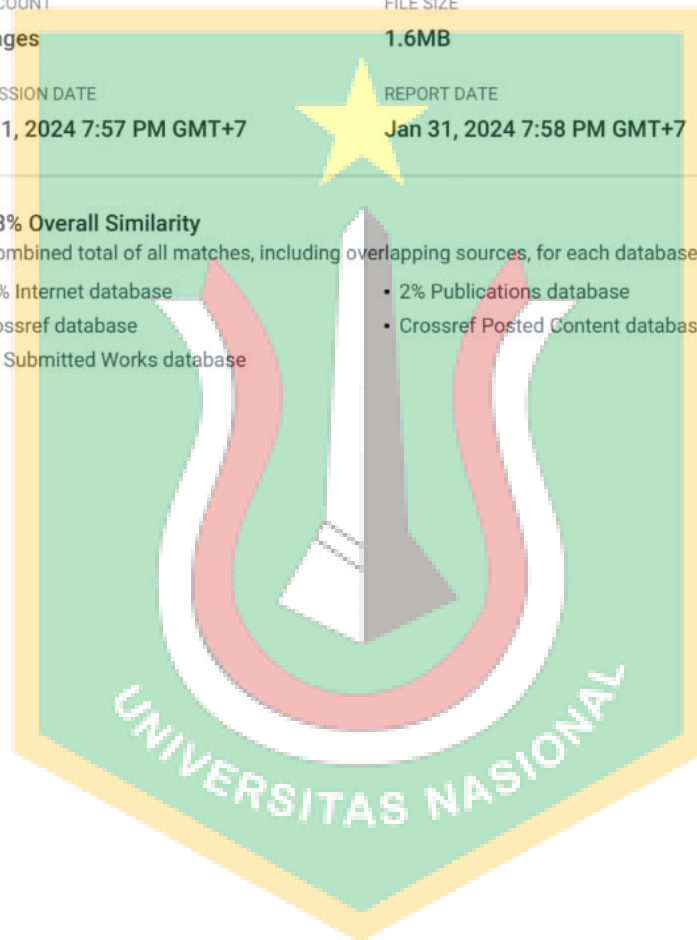 COUNT FILE SIZE
ages 1.6MB
SSION DATE REPORT DATE
1, 2024 7:57 PM GMT+7 Jan 31, 2024 7:58 PM GMT+7
3% Overall Similarity
ombined total of all matches, including overlapping sources, for each database
% Internet database • 2% Publications database
ossref database • Crossref Posted Content databas
Submitted Works database
UNIVERSITAS NASIONAL